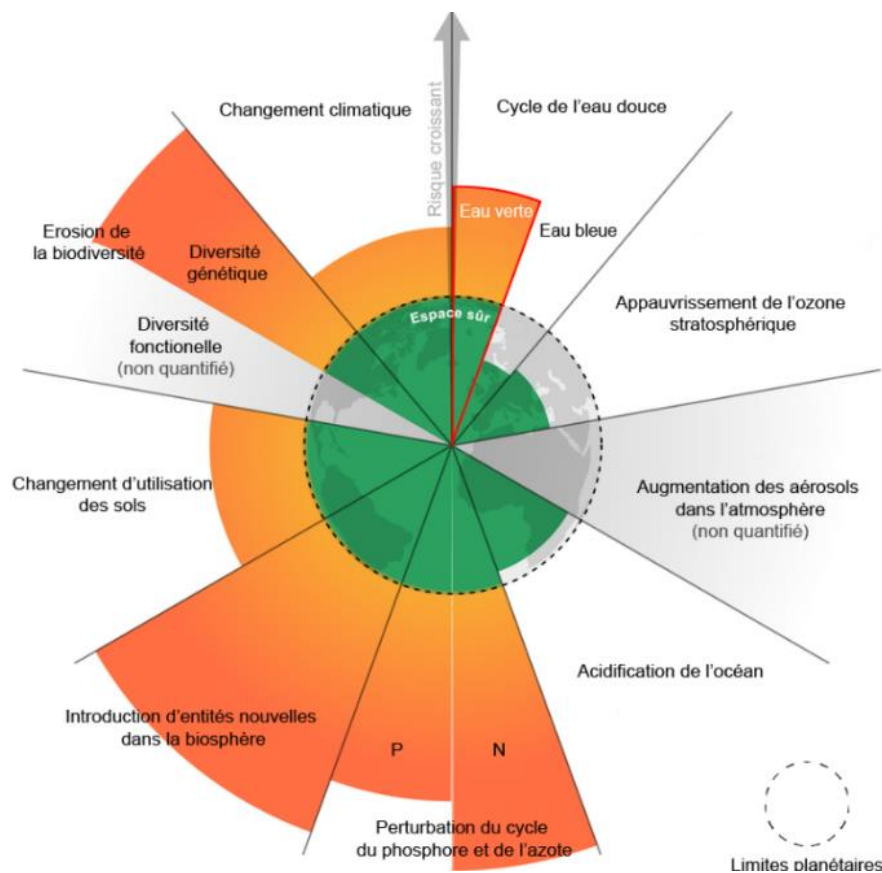 Risque croissant
Changement climatique
Cycle de l'eau douce
Eau verte
Eau bleue
Erosion de
la biodiversité
Diversité
génétique
Espace sûr
Appauvrissement de l'ozone
stratosphérique
Diversité
fonctionelle
(non quantifié)
Changement d'utilisation
des sols
Augmentation des aérosols
dans l'atmosphère
(non quantifié)
Acidification de l'océan
Introduction d'entités nouvelles
dans la biosphère
P
N
Perturbation du cycle
du phosphore et de l'azote
Limites planétaires